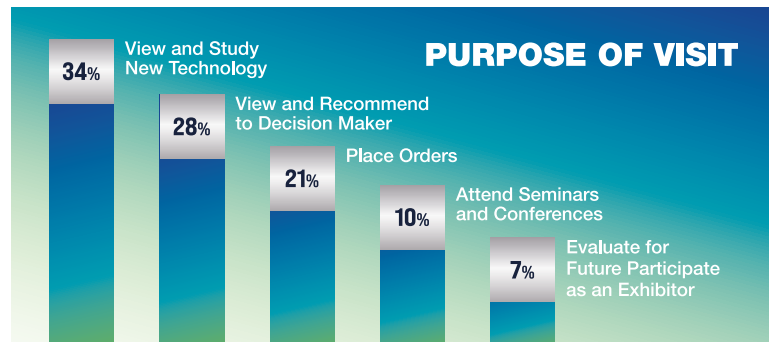 PURPOSE OF VISIT
34%
View and Study
New Technology
28%
View and Recommend
to Decision Maker
21%
Place Orders
10%
Attend Seminars
and Conferences
7%
Evaluate for
Future Participate
as an Exhibitor